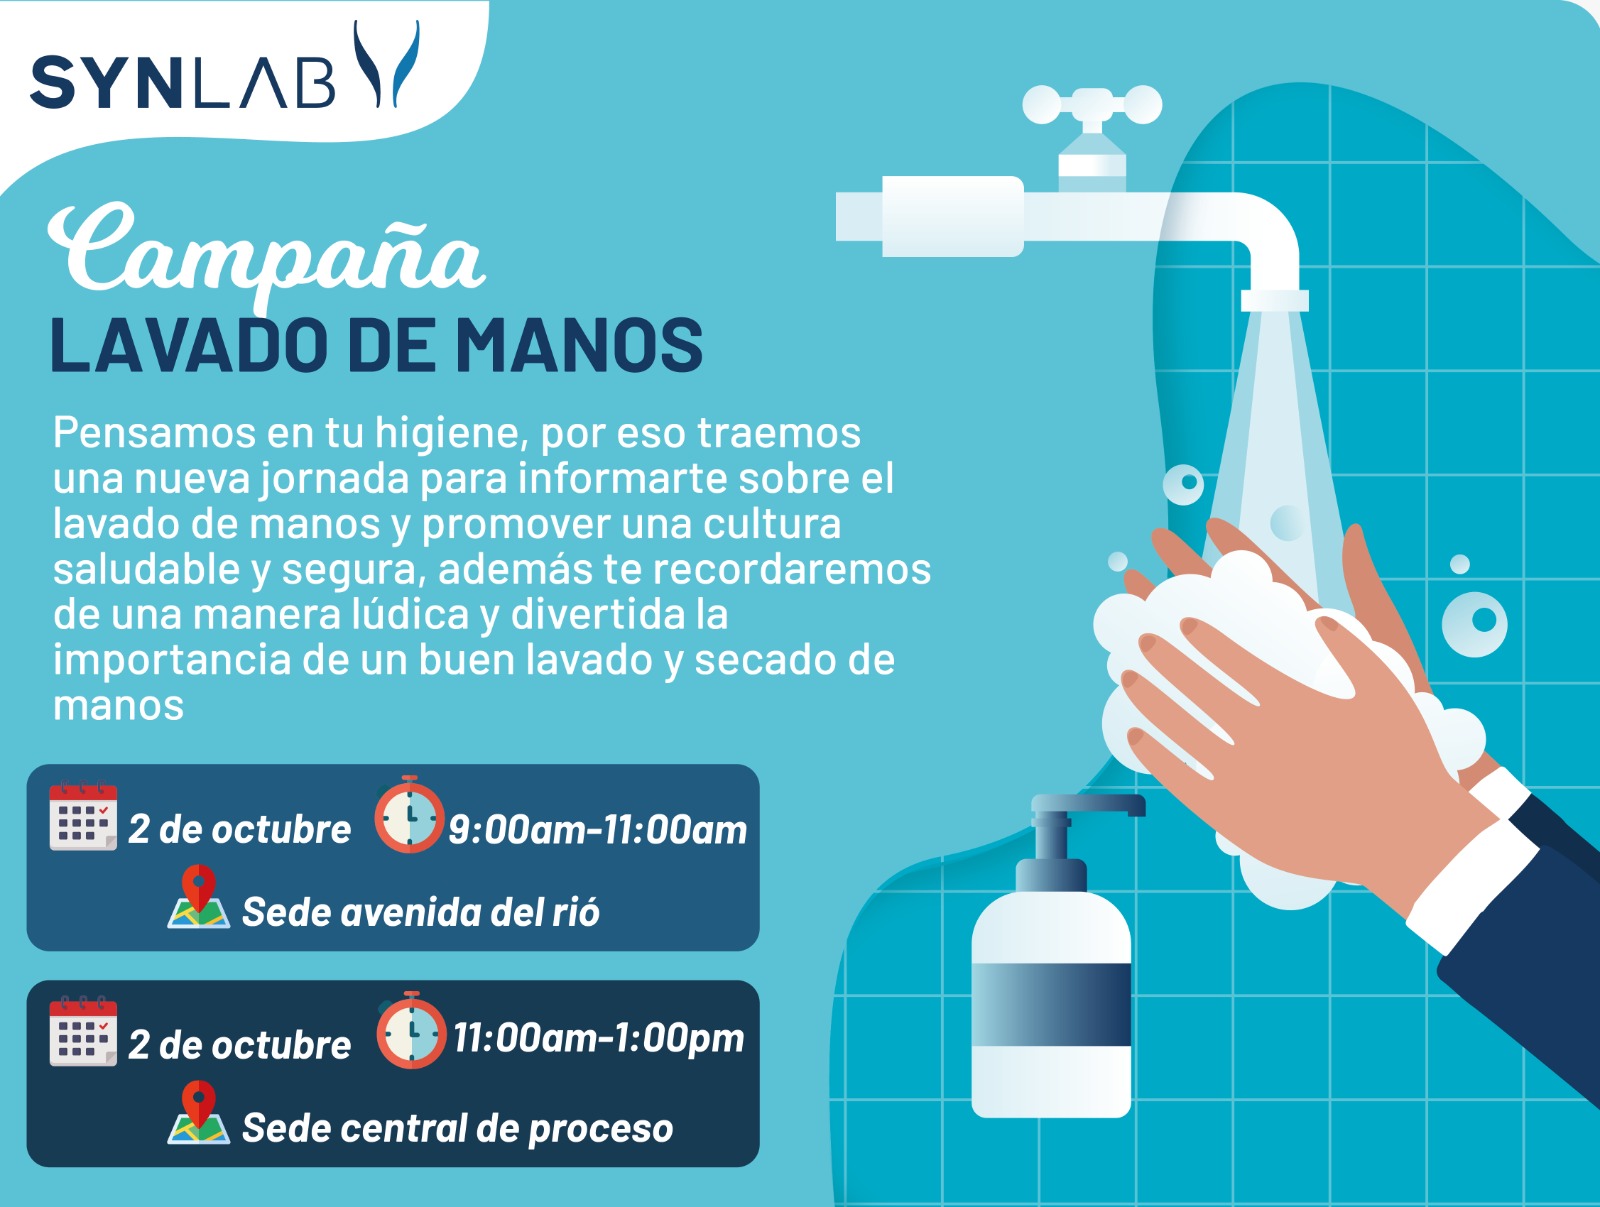 SYNLAB
Campaña
LAVADO DE MANOS
Pensamos en tu higiene, por eso traemos
una nueva jornada para informarte sobre el
lavado de manos y promover una cultura
saludable y segura, además te recordaremos
de una manera lúdica y divertida la
importancia de un buen lavado y secado de
manos
2 de octubre 9:00am-11:00am
Sede avenida del rió
2 de octubre 11:00am-1:00pm
Sede central de proceso